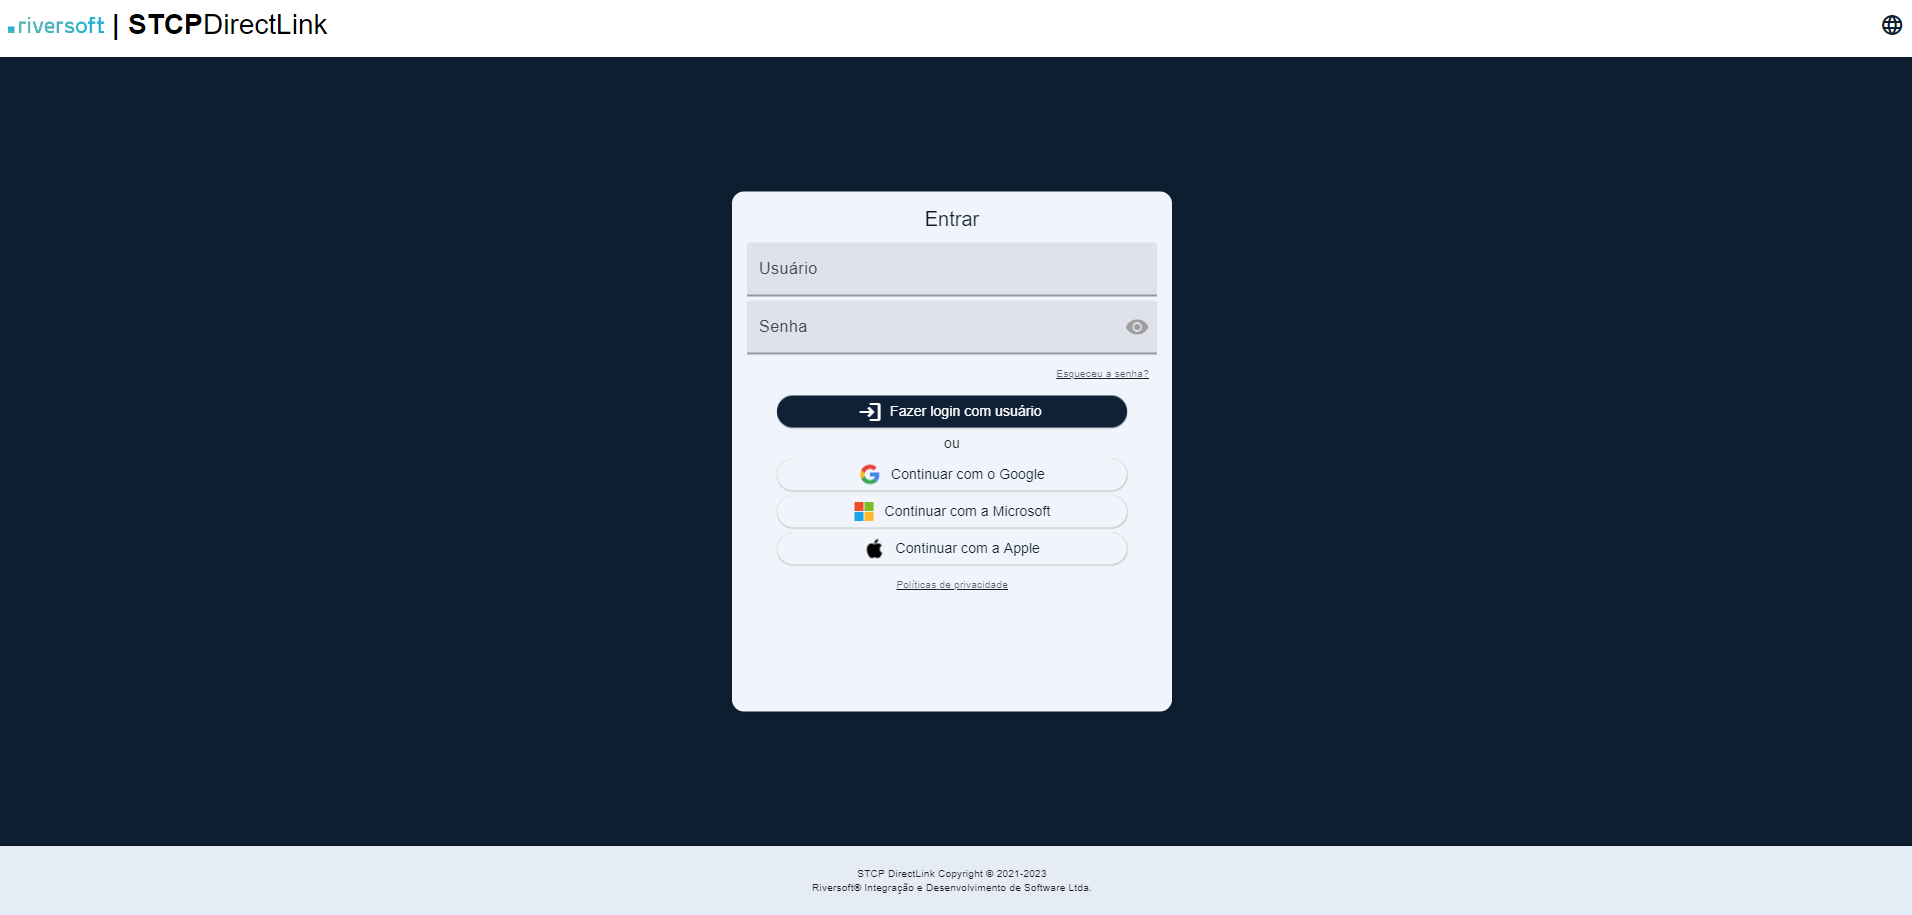 riversoft | STCPDirectLink
Entrar
Usuário
Senha
Esqueceu a senha?
Fazer login com usuário
ou
Continuar com o Google
Continuar com a Microsoft
Continuar com a Apple
Políticas de privacidade
STCP DirectLink Copyright © 2021-2023
Riversoft® Integração e Desenvolvimento de Software Ltda.